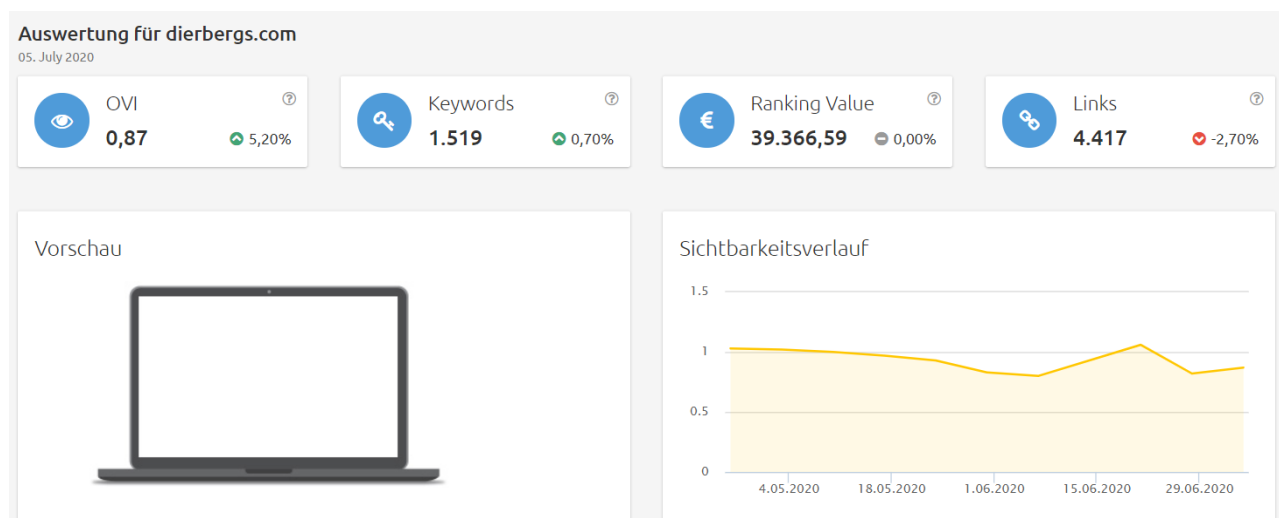 Auswertung für dierbergs.com
05. July 2020
OVI
0,87
5,20%
Keywords
1.519
0,70%
Ranking Value
39.366,59
0,00%
Links
4.417
-2,70%
Vorschau
Sichtbarkeitsverlauf
1.5
1
0.5
0
4.05.2020 18.05.2020 1.06.2020 15.06.2020 29.06.2020